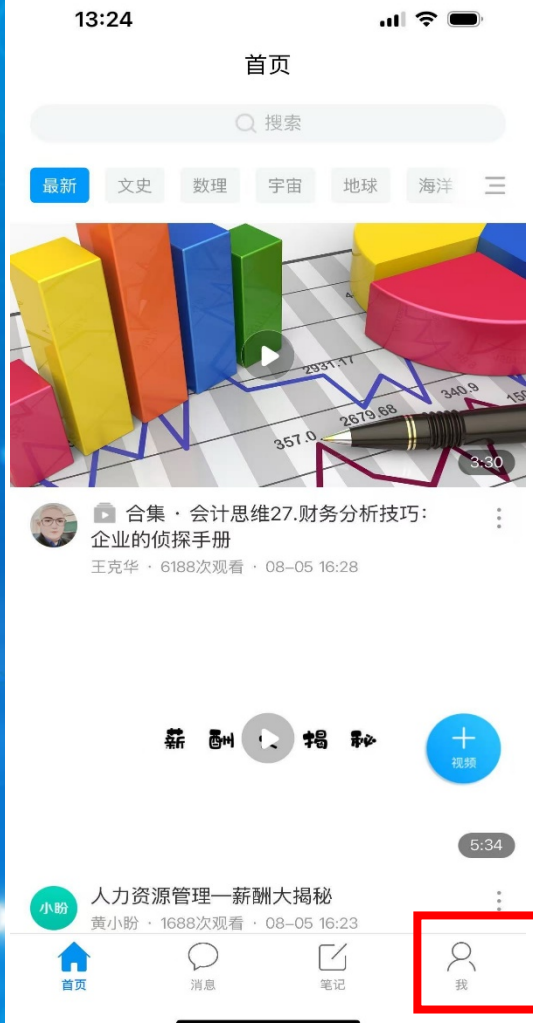 13:24
首页
搜索
最新 文史 数理 宇宙 地球 海洋
2931.17
340.9
2679.68
357.0
3:30
合集 · 会计思维27.财务分析技巧:
企业的侦探手册
王克华 · 6188次观看 · 08-05 16:28
薪 酬 揭 秘
视频
5:34
小盼
人力资源管理—薪酬大揭秘
黄小盼 · 1688次观看 · 08-05 16:23
首页 消息 笔记 我